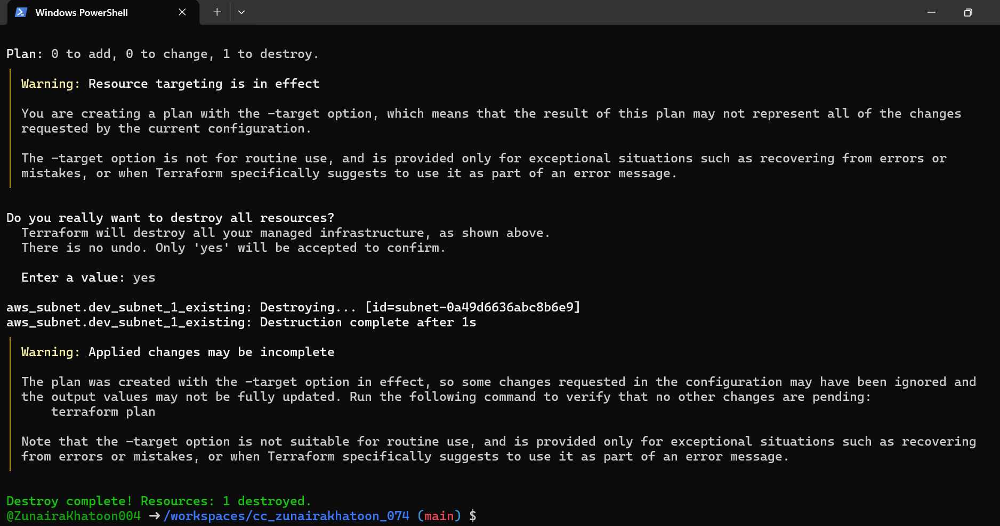 Windows PowerShell
Plan: 0 to add, 0 to change, 1 to destroy.
Warning: Resource targeting is in effect
You are creating a plan with the -target option, which means that the result of this plan may not represent all of the changes
requested by the current configuration.
The -target option is not for routine use, and is provided only for exceptional situations such as recovering from errors or
mistakes, or when Terraform specifically suggests to use it as part of an error message.
Do you really want to destroy all resources?
Terraform will destroy all your managed infrastructure, as shown above.
There is no undo. Only 'yes' will be accepted to confirm.
Enter a value: yes
aws_subnet.dev_subnet_1_existing: Destroying... [id=subnet-0a49d6636abc8b6e9]
aws_subnet.dev_subnet_1_existing: Destruction complete after 1s
Warning: Applied changes may be incomplete
The plan was created with the -target option in effect, so some changes requested in the configuration may have been ignored and
the output values may not be fully updated. Run the following command to verify that no other changes are pending:
terraform plan
Note that the -target option is not suitable for routine use, and is provided only for exceptional situations such as recovering
from errors or mistakes, or when Terraform specifically suggests to use it as part of an error message.
Destroy complete! Resources: 1 destroyed.
@ZunairaKhatoon004 ➜ /workspaces/cc_zunairakhatoon_074 (main) $